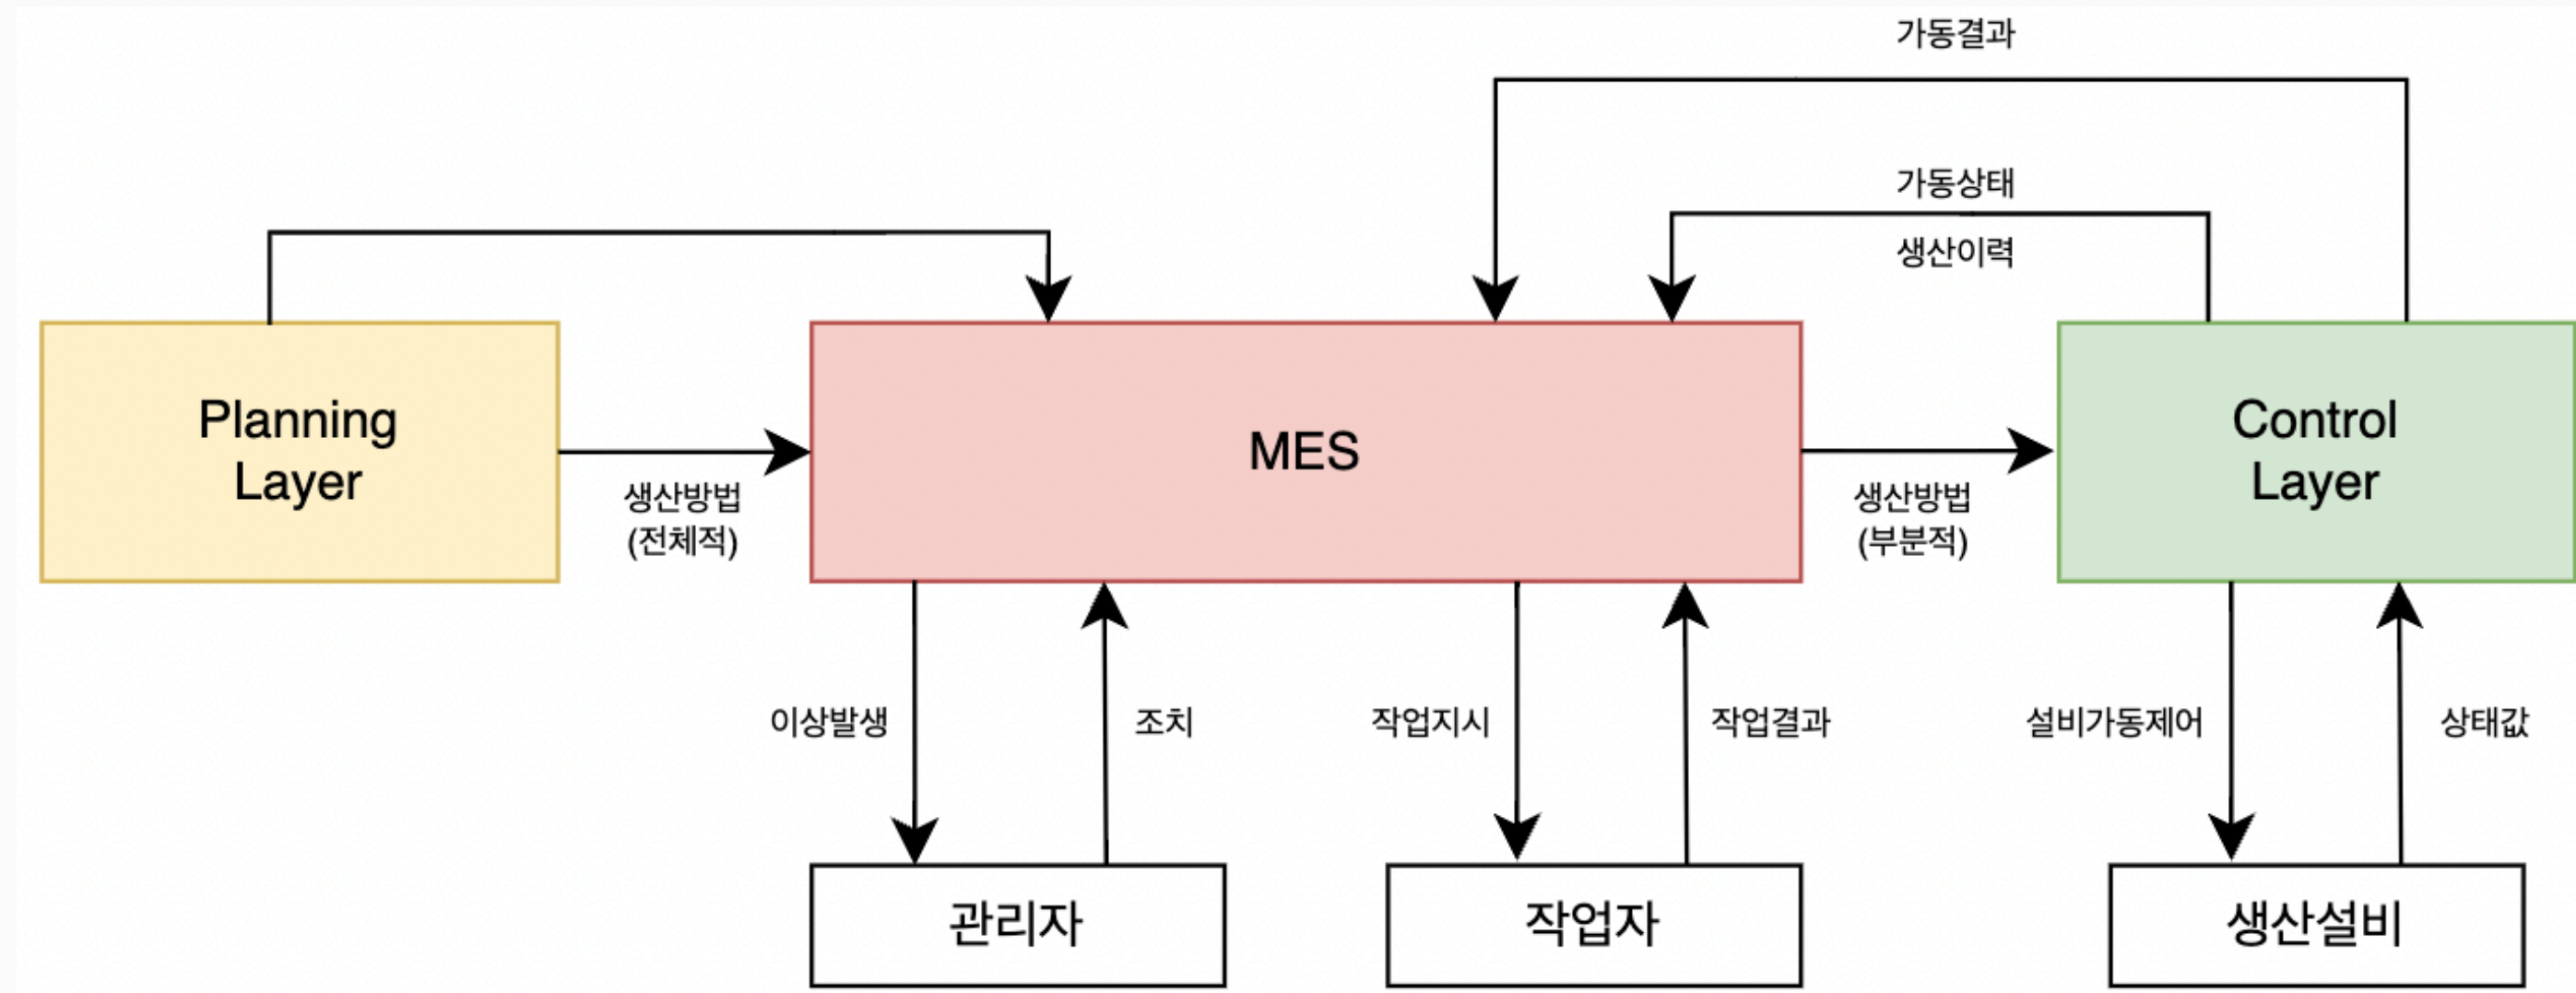 가동결과
가동상태
생산이력
Planning
Layer
생산방법
(전체적)
MES
생산방법
(부분적)
Control
Layer
이상발생
조치
작업지시
작업결과
설비가동제어
상태값
관리자
작업자
생산설비